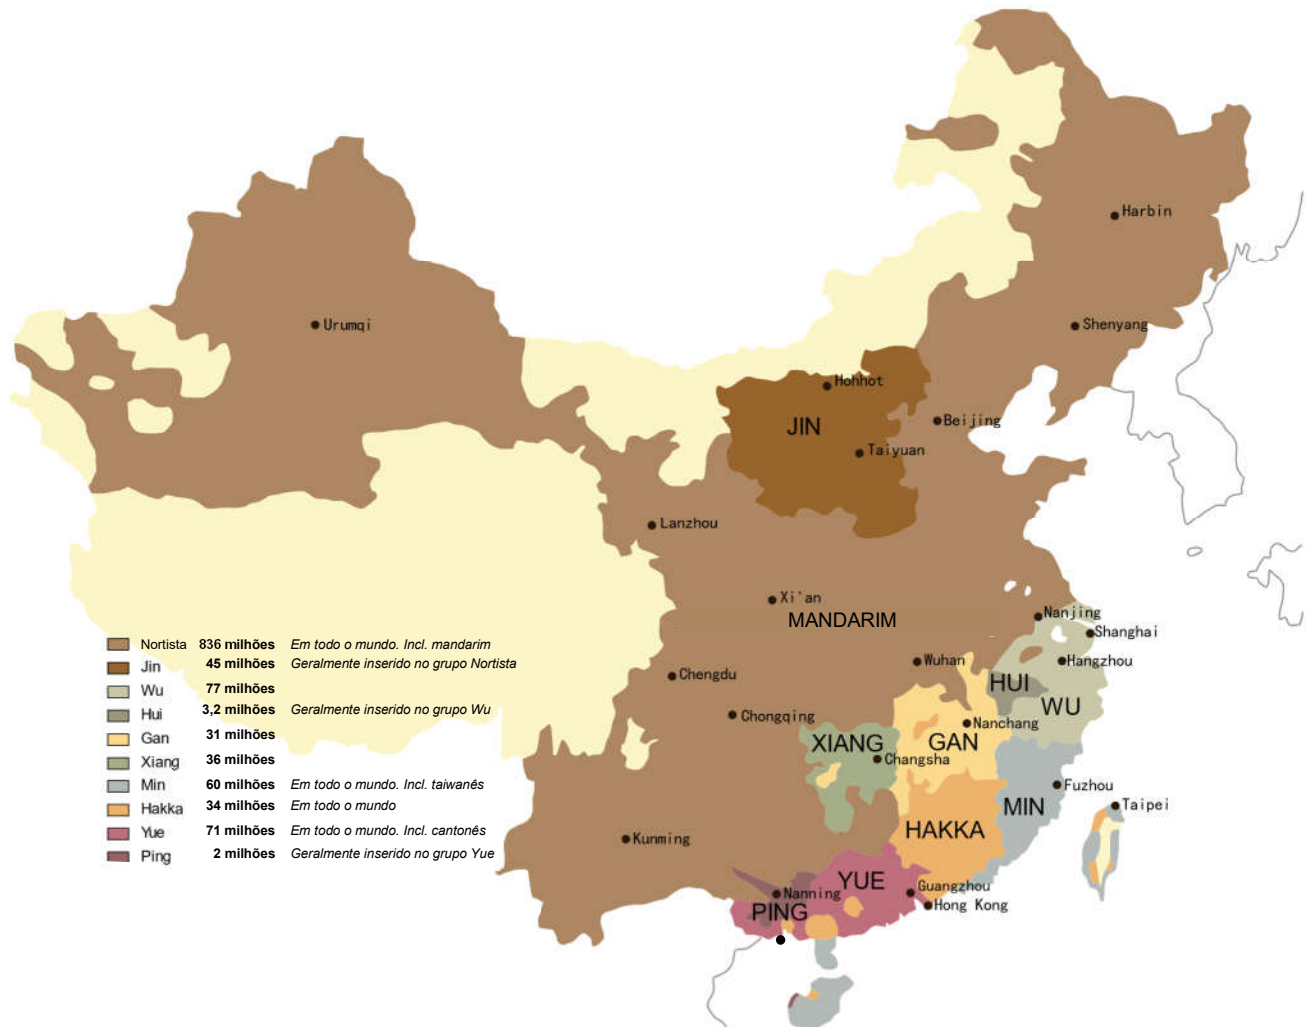 Harbin
Urumqi
Shenyang
Hohhot
JIN
Beijing
Taiyuan
Lanzhou
Xi'an
MANDARIM
Nanjing
Shanghai
Wuhan
Hangzhou
Chengdu
HUI
WU
Chongqing
Nanchang
XIANG
GAN
Changsha
Fuzhou
MIN
Taipei
HAKKA
Kunming
YUE
Guangzhou
Nanning
Hong Kong
PING
Nortista 836 milhões Em todo o mundo. Incl. mandarim
Jin 45 milhões Geralmente inserido no grupo Nortista
Wu 77 milhões
Hui 3,2 milhões Geralmente inserido no grupo Wu
Gan 31 milhões
Xiang 36 milhões
Min 60 milhões Em todo o mundo. Incl. taiwanês
Hakka 34 milhões Em todo o mundo
Yue 71 milhões Em todo o mundo. Incl. cantonês
Ping 2 milhões Geralmente inserido no grupo Yue